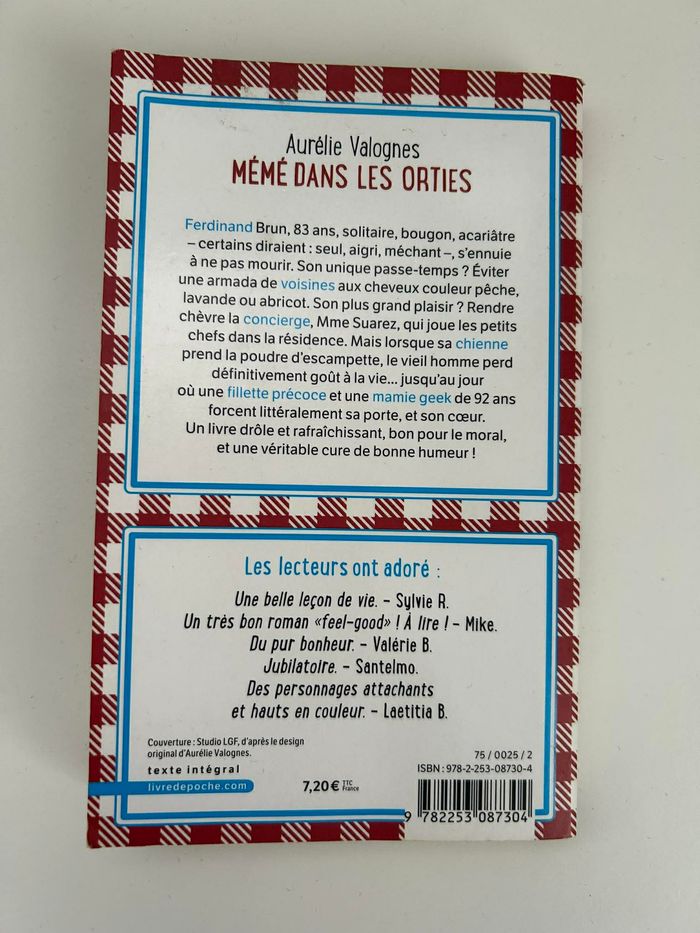 Aurélie Valognes
MÉMÉ DANS LES ORTIES
Ferdinand Brun, 83 ans, solitaire, bougon, acariâtre
– certains diraient : seul, aigri, méchant –, s'ennuie
à ne pas mourir. Son unique passe-temps ? Éviter
une armada de voisines aux cheveux couleur pêche,
lavande ou abricot. Son plus grand plaisir ? Rendre
chèvre la concierge, Mme Suarez, qui joue les petits
chefs dans la résidence. Mais lorsque sa chienne
prend la poudre d'escampette, le vieil homme perd
définitivement goût à la vie... jusqu'au jour
où une fillette précoce et une mamie geek de 92 ans
forcent littéralement sa porte, et son cœur.
Un livre drôle et rafraîchissant, bon pour le moral,
et une véritable cure de bonne humeur !
Les lecteurs ont adoré :
Une belle leçon de vie. – Sylvie R.
Un très bon roman «feel-good» ! À lire ! – Mike.
Du pur bonheur. – Valérie B.
Jubilatoire. – Santelmo.
Des personnages attachants
et hauts en couleur. – Laetitia B.
Couverture : Studio LGF, d'après le design
original d'Aurélie Valognes.
texte intégral
livredepoche.com
7,20 € TTC France
75 / 0025 / 2
ISBN : 978-2-253-08730-4
9 782253 087304